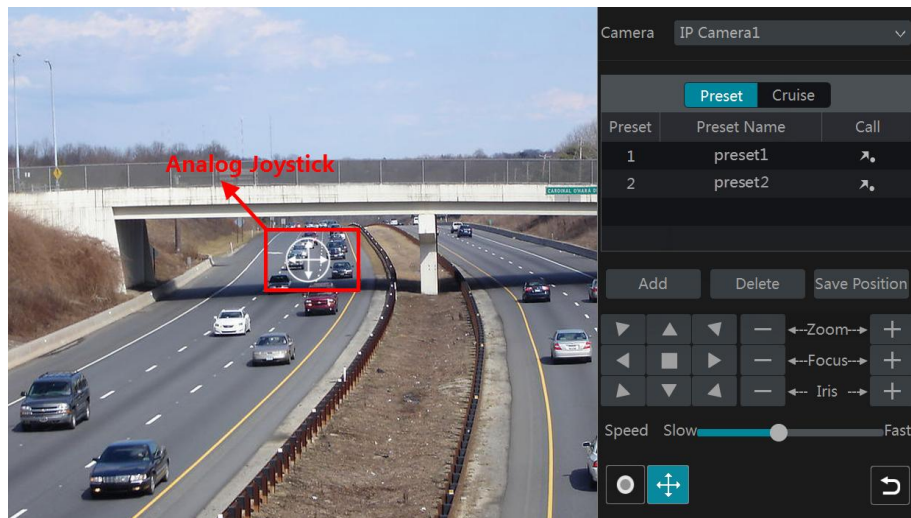 Camera IP Camera1
Preset Cruise
Preset Preset Name Call
1 preset1
2 preset2
Analog Joystick
CARDINAL O'HARA
Add Delete Save Position
Zoom
Focus
Iris
Speed Slow Fast